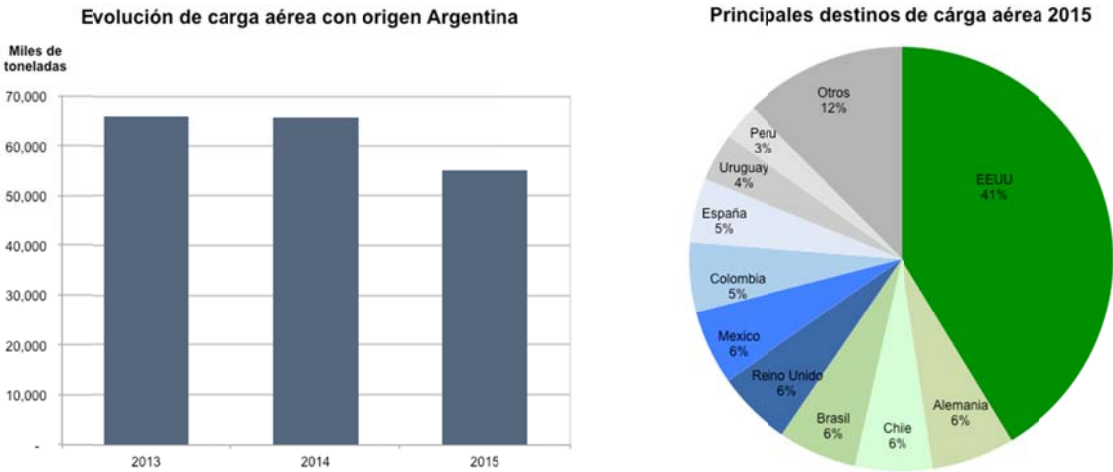 Evolución de carga aérea con origen Argentina
Miles de
toneladas
70,000
60,000
50,000
40,000
30,000
20,000
10,000
-
2013
2014
2015
Principales destinos de cárga aérea 2015
EEUU
41%
Alemania
6%
Chile
6%
Brasil
6%
Reino Unido
6%
Mexico
6%
Colombia
5%
España
5%
Uruguay
4%
Peru
3%
Otros
12%